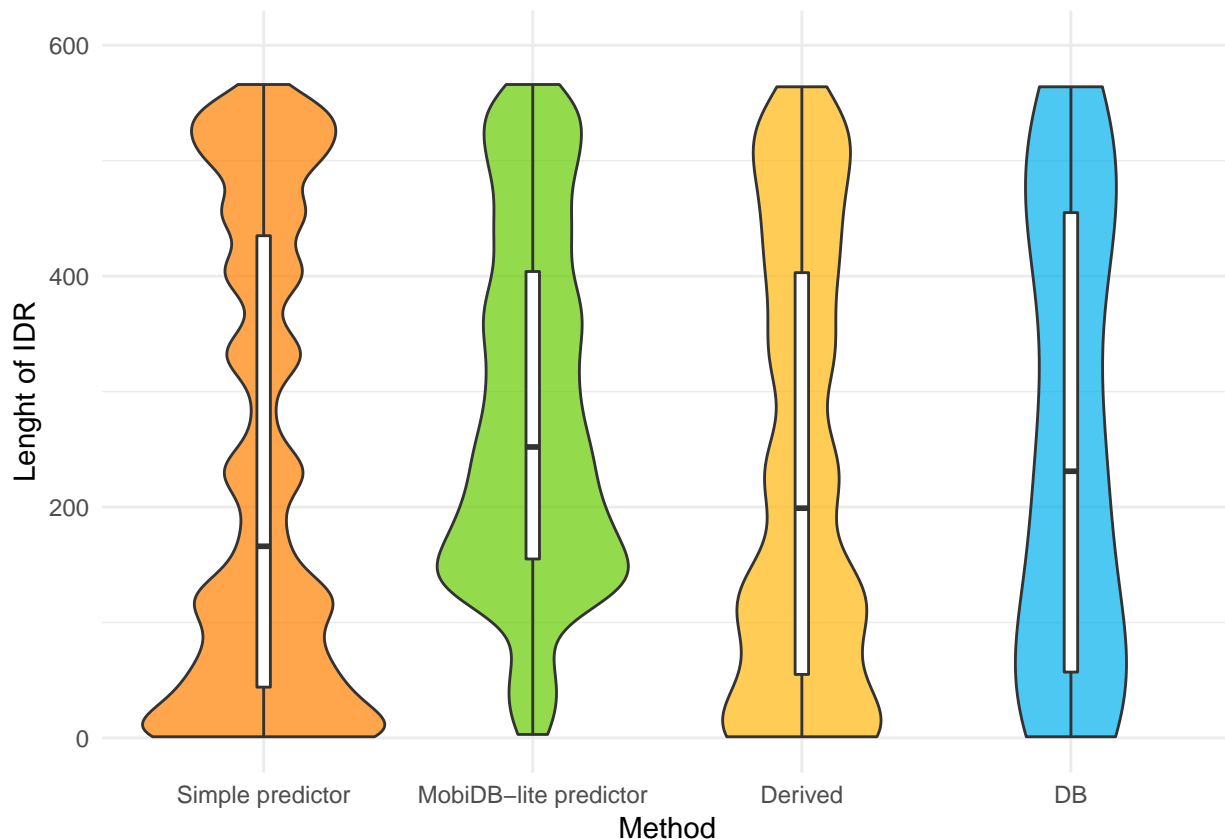 600
400
200
0
Lenght of IDR
Simple predictor
MobiDB−lite predictor
Derived
DB
Method